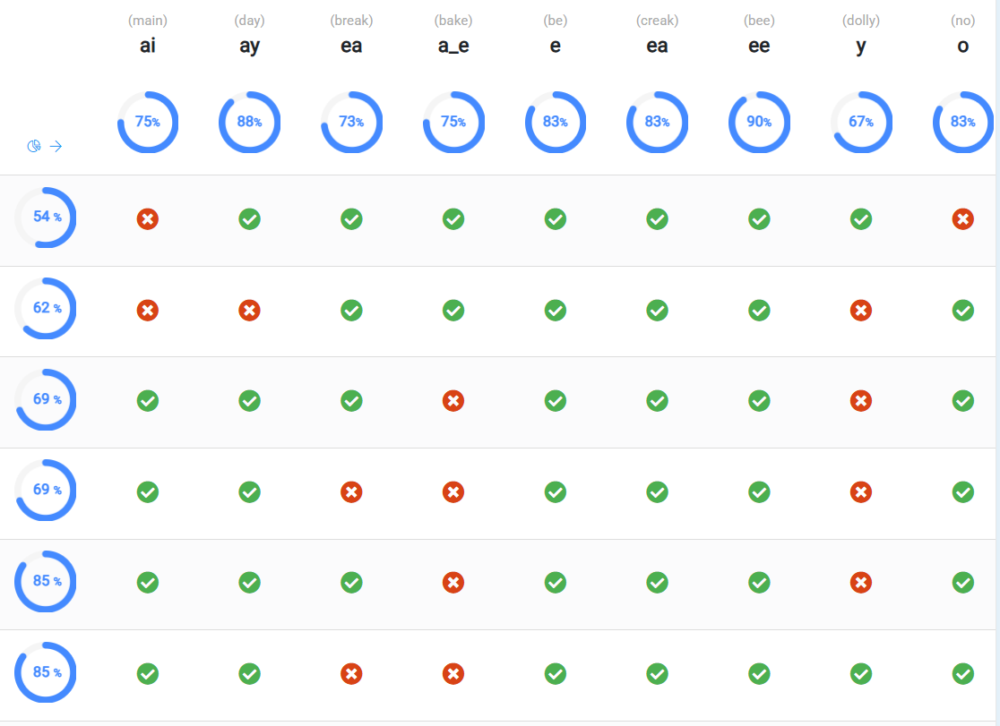 (main) (day) (break) (bake) (be) (creak) (bee) (dolly) (no)
ai ay ea a_e e ea ee y o
75% 88% 73% 75% 83% 83% 90% 67% 83%
54 %
62 %
69 %
69 %
85 %
85 %